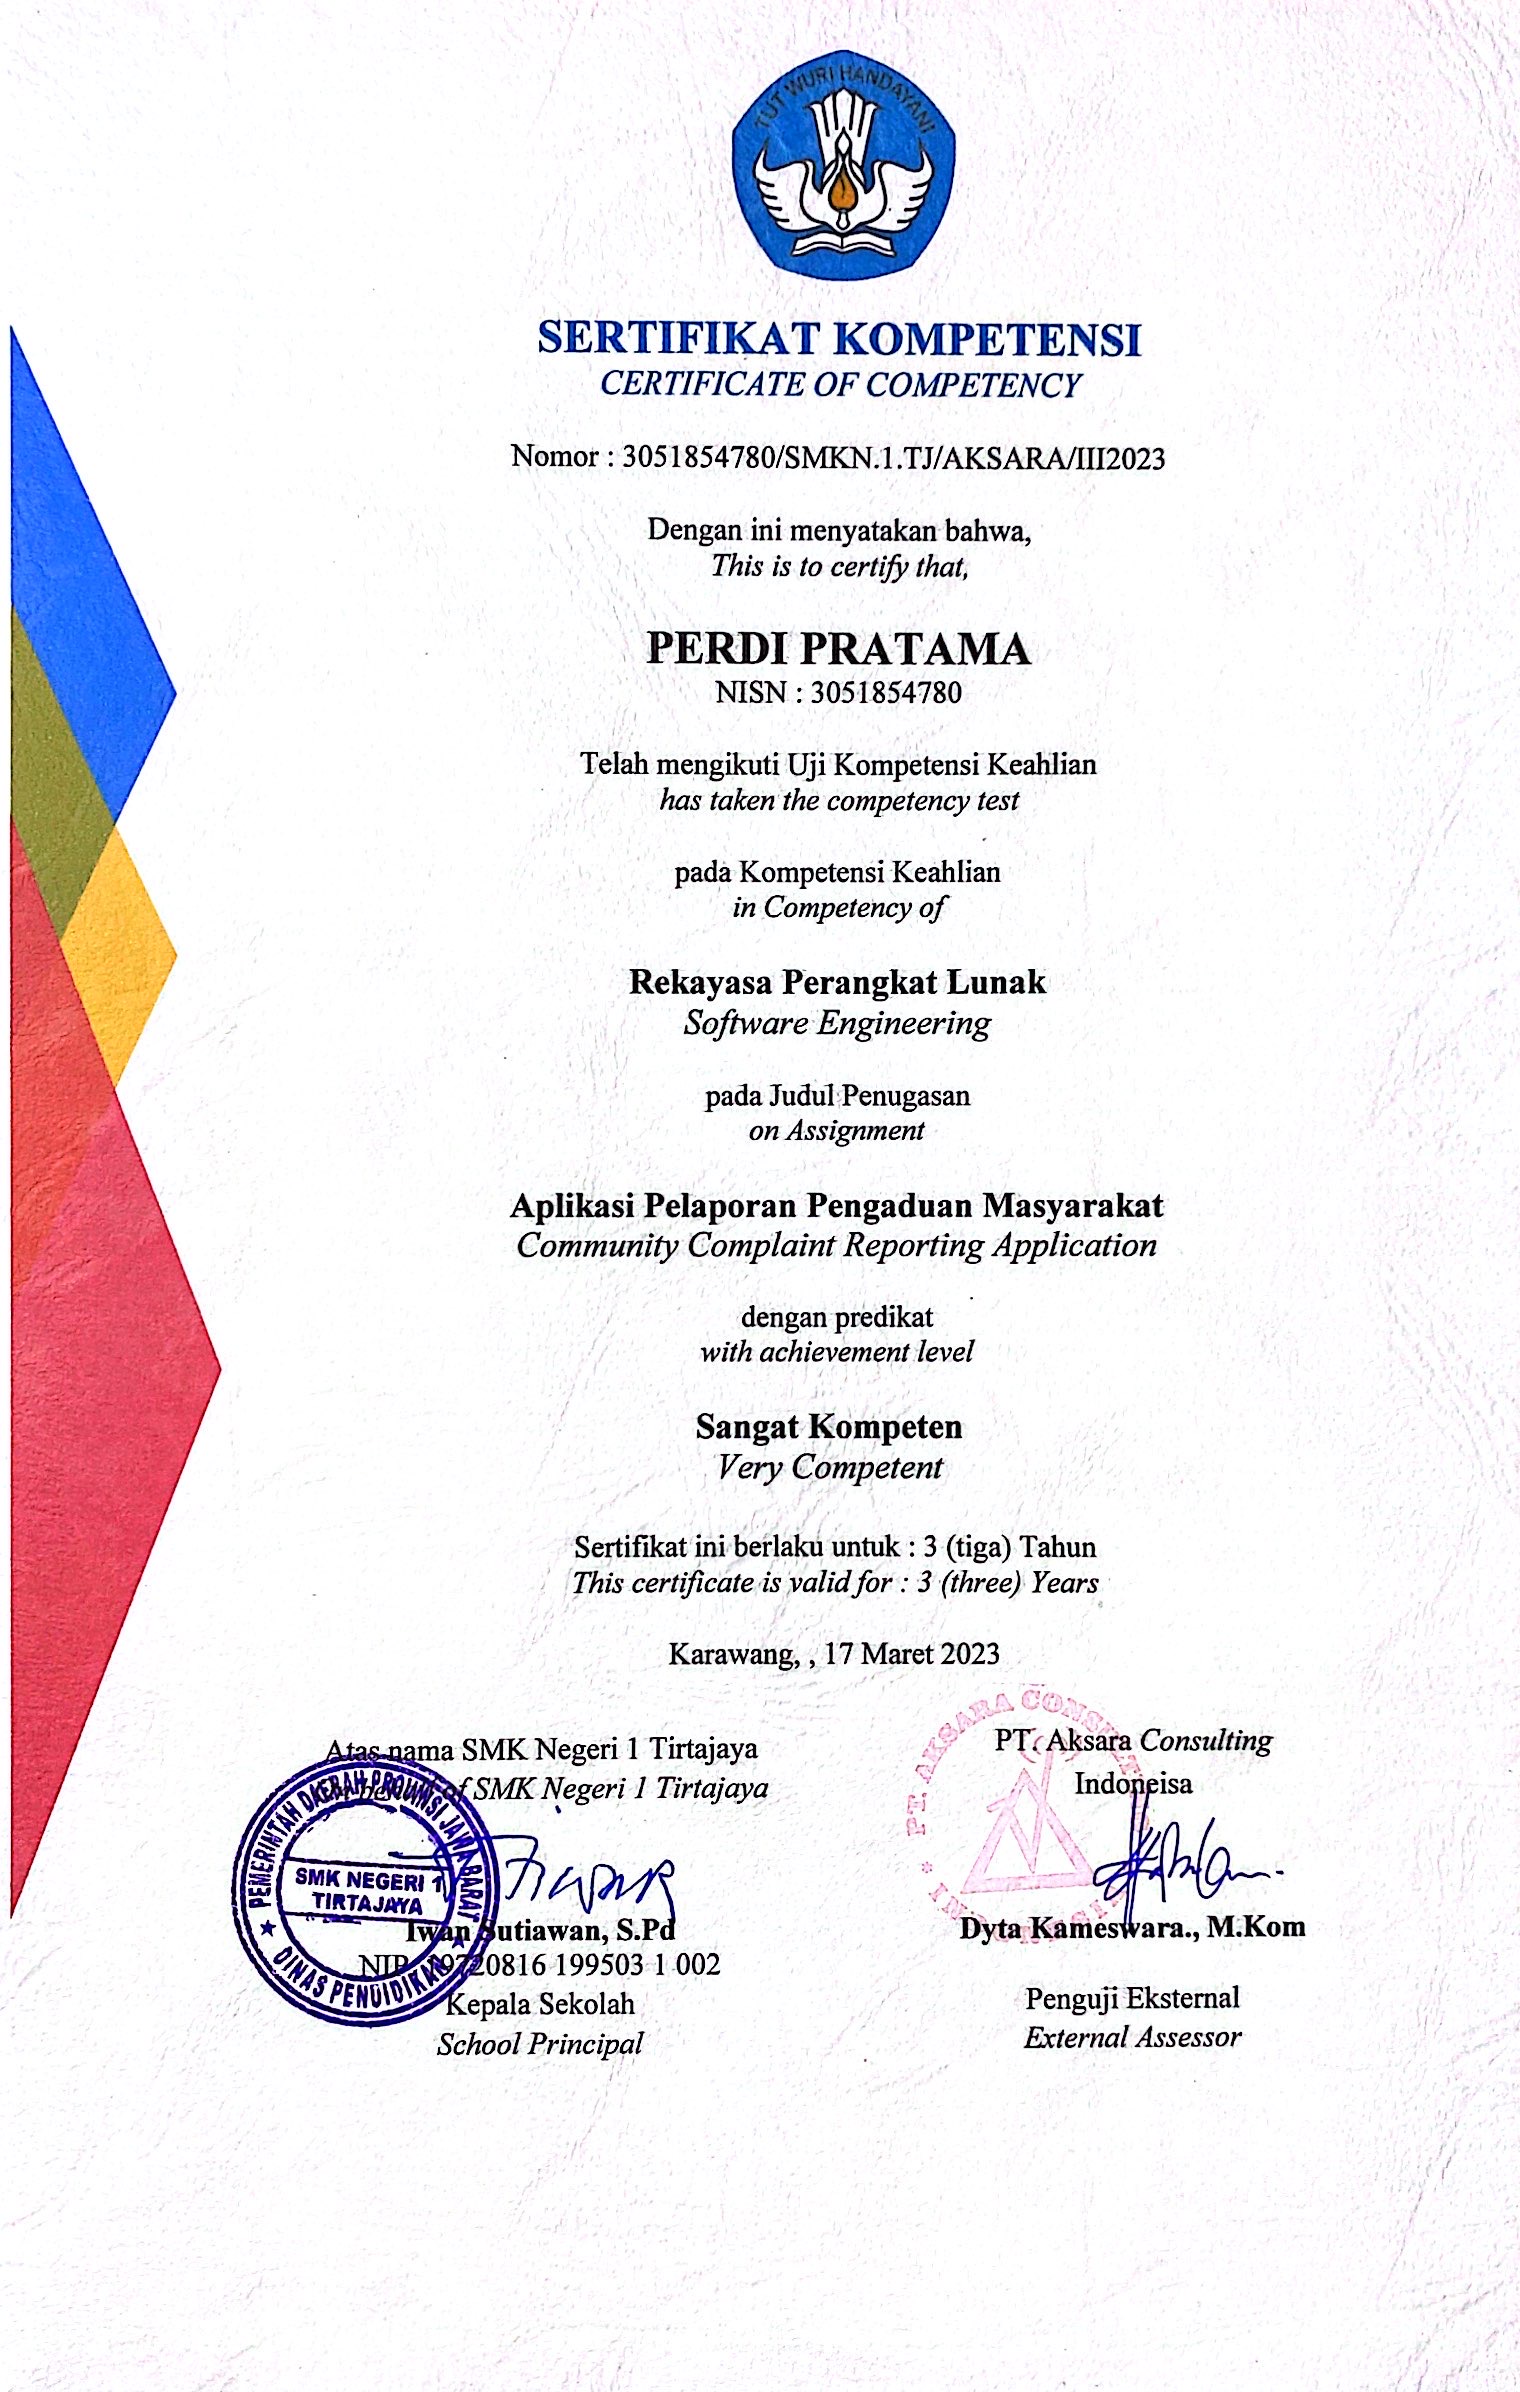 TUT WURI HANDAYANI
SERTIFIKAT KOMPETENSI
CERTIFICATE OF COMPETENCY
Nomor : 3051854780/SMKN.1.TJ/AKSARA/III2023
Dengan ini menyatakan bahwa,
This is to certify that,
PERDI PRATAMA
NISN : 3051854780
Telah mengikuti Uji Kompetensi Keahlian
has taken the competency test
pada Kompetensi Keahlian
in Competency of
Rekayasa Perangkat Lunak
Software Engineering
pada Judul Penugasan
on Assignment
Aplikasi Pelaporan Pengaduan Masyarakat
Community Complaint Reporting Application
dengan predikat
with achievement level
Sangat Kompeten
Very Competent
Sertifikat ini berlaku untuk : 3 (tiga) Tahun
This certificate is valid for : 3 (three) Years
Karawang, , 17 Maret 2023
Atas nama SMK Negeri 1 Tirtajaya
of SMK Negeri 1 Tirtajaya
PEMERINTAH DAERAH PROVINSI JAWA BARAT
SMK NEGERI 1
TIRTAJAYA
DINAS PENDIDIKAN
Iwan Sutiawan, S.Pd
NIP. 19720816 199503 1 002
Kepala Sekolah
School Principal
PT. Aksara Consulting
Indoneisa
PT. AKSARA
Dyta Kameswara., M.Kom
Penguji Eksternal
External Assessor